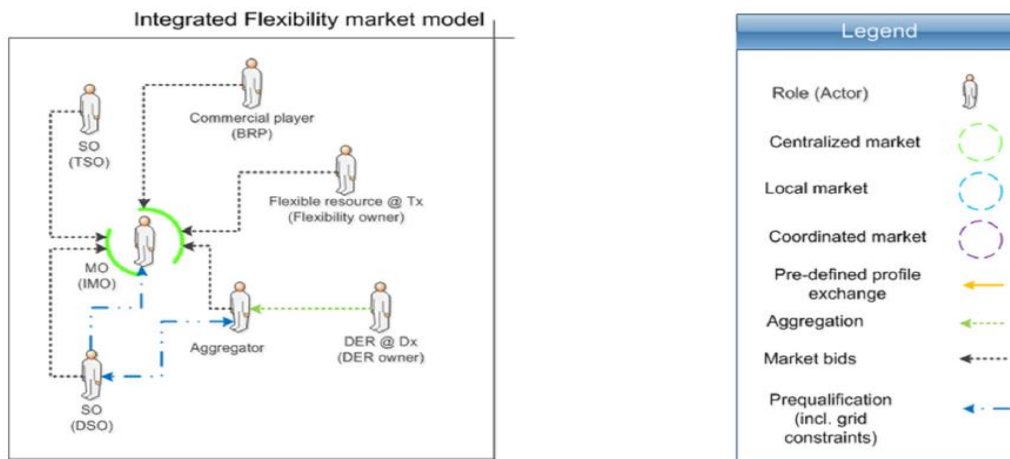 Integrated Flexibility market model
Commercial player
(BRP)
SO
(TSO)
Flexible resource @ Tx
(Flexibility owner)
MO
(IMO)
Aggregator
DER @ Dx
(DER owner)
SO
(DSO)
Legend
Role (Actor)
Centralized market
Local market
Coordinated market
Pre-defined profile
exchange
Aggregation
Market bids
Prequalification
(incl. grid
constraints)